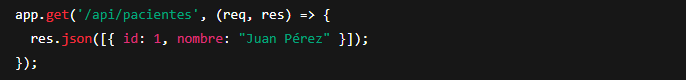 app.get('/api/pacientes', (req, res) => {
  res.json([{ id: 1, nombre: "Juan Pérez" }]);
});